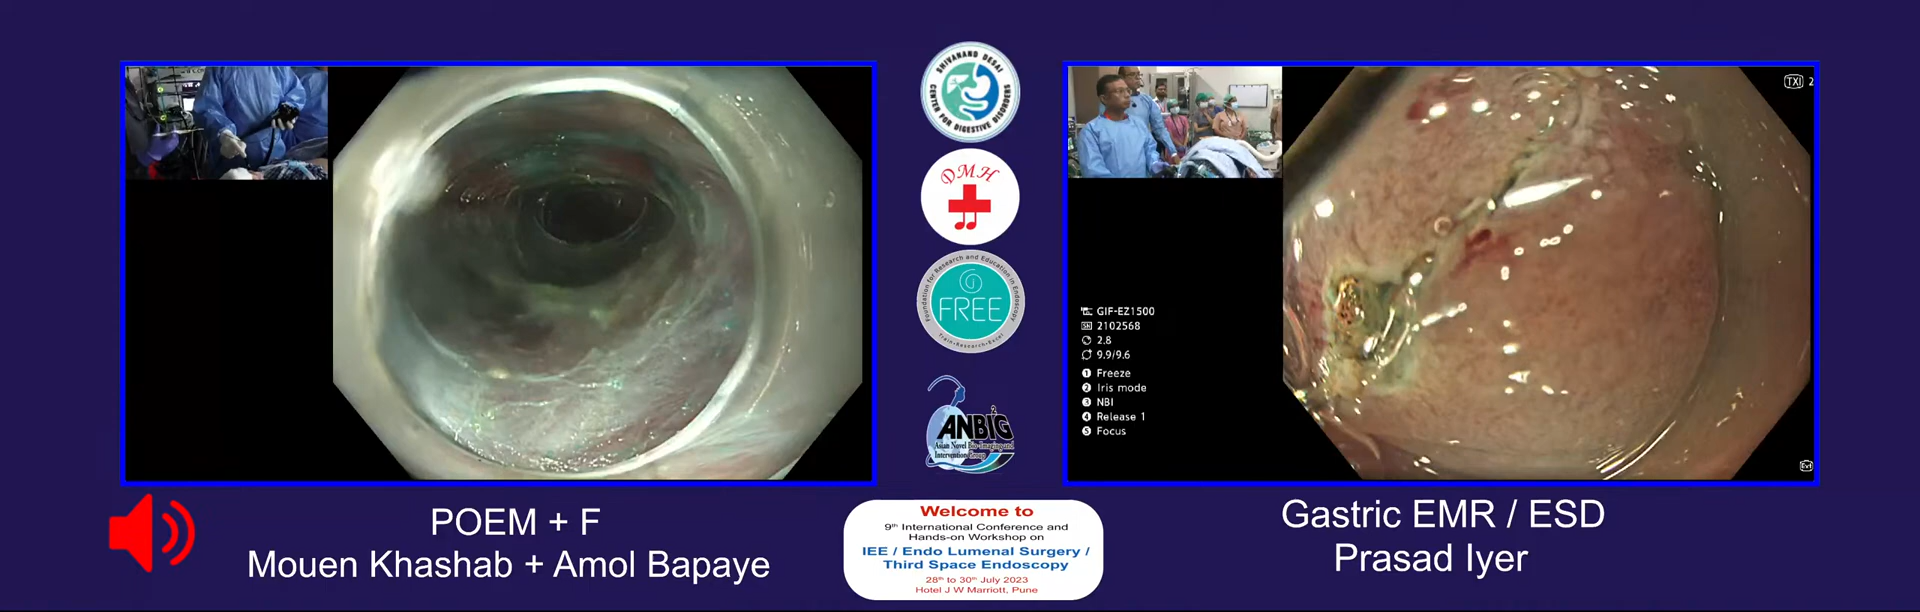 SHIVANAND DESAI
CENTER FOR DIGESTIVE DISORDERS
DMH
Foundation for Research and Education in Endoscopy
FREE
Train•Research•Excel
ANBIG
2
Asian Novel Bio-Imaging and
Intervention Group
TXI 2
GIF-EZ1500
SN 2102568
2.8
9.9/9.6
1 Freeze
2 Iris mode
3 NBI
4 Release 1
5 Focus
POEM + F
Mouen Khashab + Amol Bapaye
Welcome to
9th International Conference and
Hands-on Workshop on
IEE / Endo Lumenal Surgery /
Third Space Endoscopy
28th to 30th July 2023
Hotel J W Marriott, Pune
Gastric EMR / ESD
Prasad Iyer